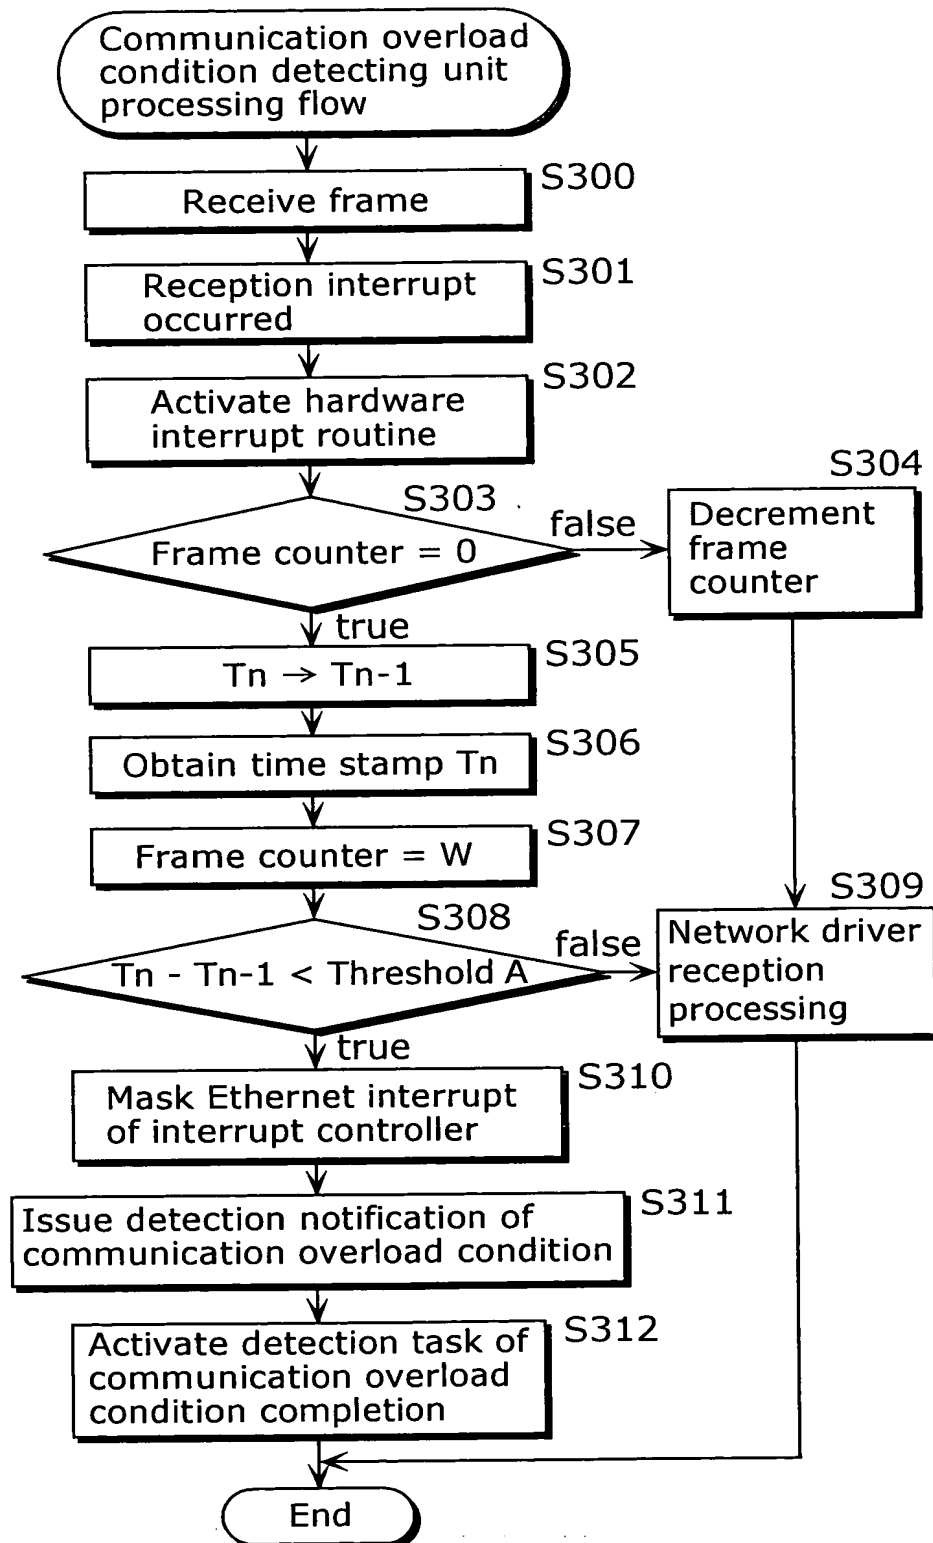 Communication overload
condition detecting unit
processing flow
S300
Receive frame
S301
Reception interrupt
occurred
S302
Activate hardware
interrupt routine
S303
Frame counter = 0
false
true
S304
Decrement
frame
counter
S305
Tn → Tn-1
S306
Obtain time stamp Tn
S307
Frame counter = W
S308
Tn - Tn-1 < Threshold A
false
true
S309
Network driver
reception
processing
S310
Mask Ethernet interrupt
of interrupt controller
S311
Issue detection notification of
communication overload condition
S312
Activate detection task of
communication overload
condition completion
End